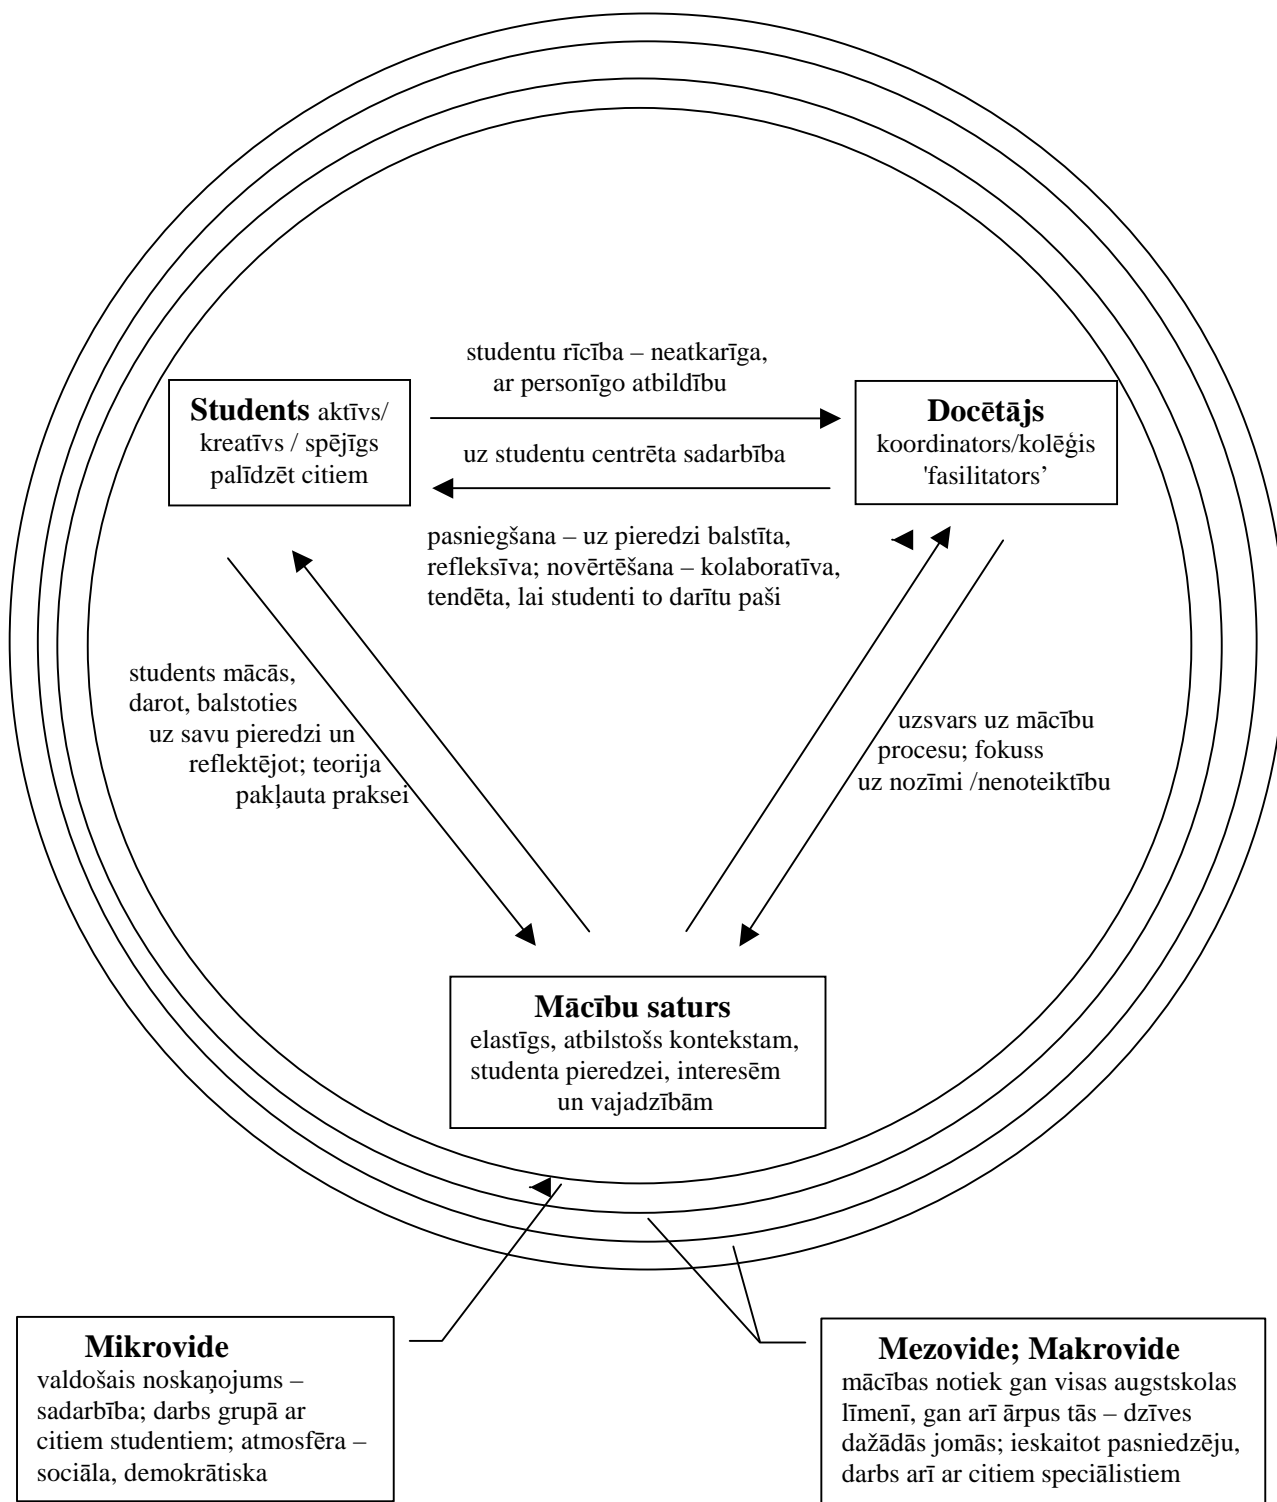 studentu rīcība – neatkarīga,
ar personīgo atbildību
Students aktīvs/
kreatīvs / spējīgs
palīdzēt citiem
Docētājs
koordinators/kolēģis
'fasilitators’
uz studentu centrēta sadarbība
pasniegšana – uz pieredzi balstīta,
refleksīva; novērtēšana – kolaboratīva,
tendēta, lai studenti to darītu paši
students mācās,
darot, balstoties
uz savu pieredzi un
reflektējot; teorija
pakļauta praksei
uzsvars uz mācību
procesu; fokuss
uz nozīmi /nenoteiktību
Mācību saturs
elastīgs, atbilstošs kontekstam,
studenta pieredzei, interesēm
un vajadzībām
Mikrovide
valdošais noskaņojums –
sadarbība; darbs grupā ar
citiem studentiem; atmosfēra –
sociāla, demokrātiska
Mezovide; Makrovide
mācības notiek gan visas augstskolas
līmenī, gan arī ārpus tās – dzīves
dažādās jomās; ieskaitot pasniedzēju,
darbs arī ar citiem speciālistiem